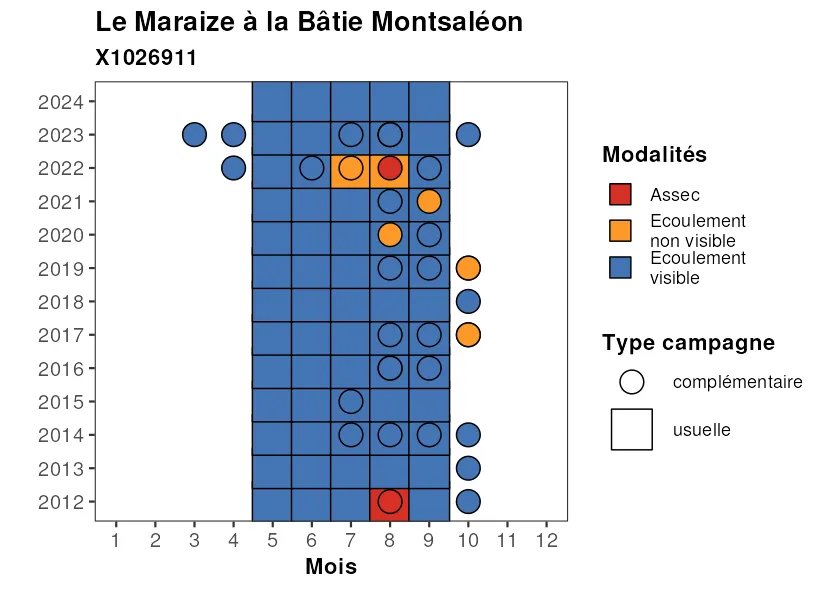 Le Maraize à la Bâtie Montsaléon
X1026911
2024
2023
2022
2021
2020
2019
2018
2017
2016
2015
2014
2013
2012
1 2 3 4 5 6 7 8 9 10 11 12
Mois
Modalités
Assec
Ecoulement
non visible
Ecoulement
visible
Type campagne
complémentaire
usuelle